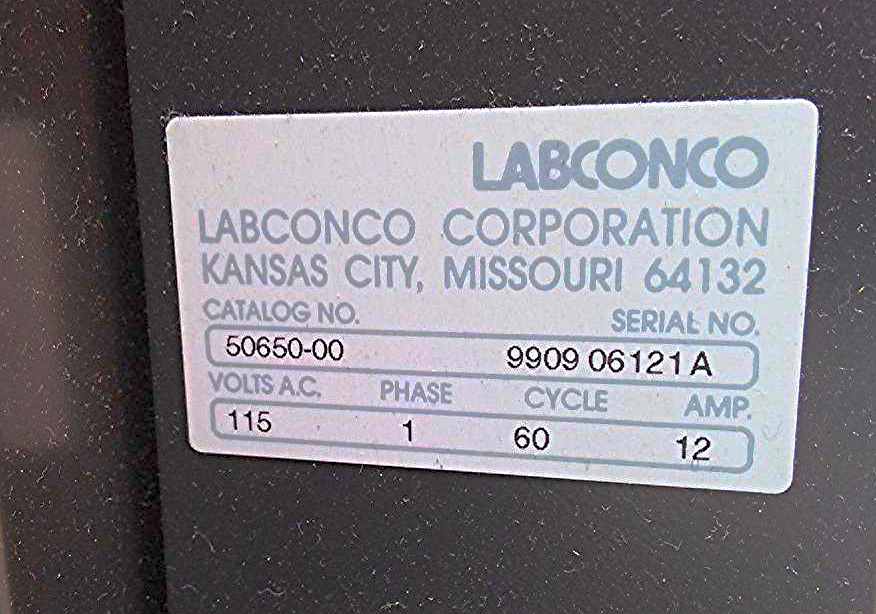 LABCONCO
LABCONCO CORPORATION
KANSAS CITY, MISSOURI 64132
CATALOG NO. SERIAL NO.
50650-00 9909 06121 A
VOLTS A.C. PHASE CYCLE AMP.
115 1 60 12